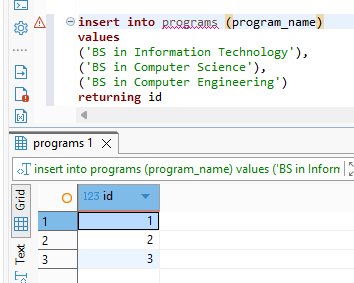 insert into programs (program_name)
values
('BS in Information Technology'),
('BS in Computer Science'),
('BS in Computer Engineering')
returning id
programs 1
insert into programs (program_name) values ('BS in Inform
Grid
Text
123 id
1 1
2 2
3 3